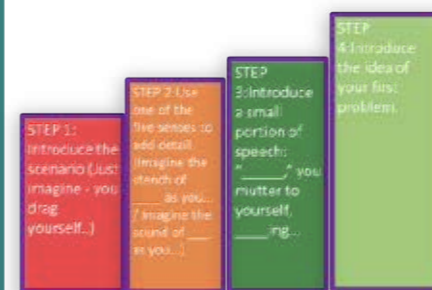 STEP 1:
Introduce the
scenario (Just
imagine - you
drag
yourself..)
STEP 2:Use
one of the
five senses to
add detail
(Imagine the
stench of
____ as you...
/ Imagine the
sound of ___
as you...)
STEP
3:Introduce
a small
portion of
speech:
"_____," you
mutter to
yourself,
____ing...
STEP
4:Introduce
the idea of
your first
problem.